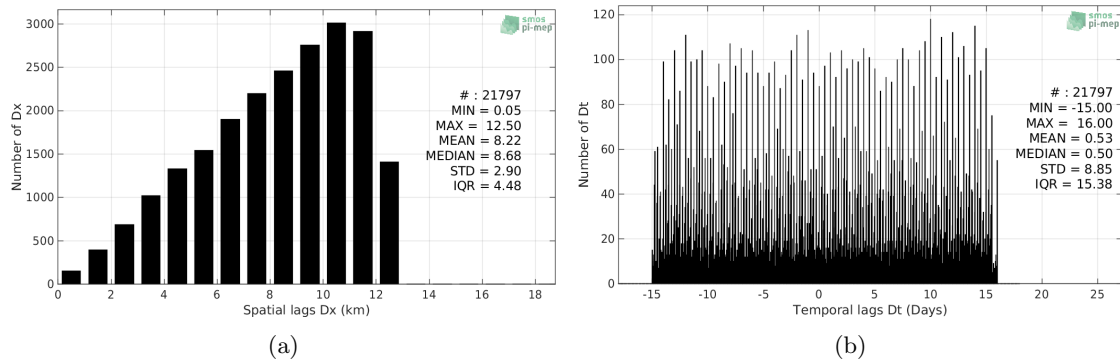 3000
2500
2000
1500
1000
500
0
Number of Dx
0 2 4 6 8 10 12 14 16 18
Spatial lags Dx (km)
smos
pi-mep
# : 21797
MIN = 0.05
MAX = 12.50
MEAN = 8.22
MEDIAN = 8.68
STD = 2.90
IQR = 4.48
(a)
120
100
80
60
40
20
0
Number of Dt
-15 -10 -5 0 5 10 15 20 25
Temporal lags Dt (Days)
smos
pi-mep
# : 21797
MIN = -15.00
MAX = 16.00
MEAN = 0.53
MEDIAN = 0.50
STD = 8.85
IQR = 15.38
(b)